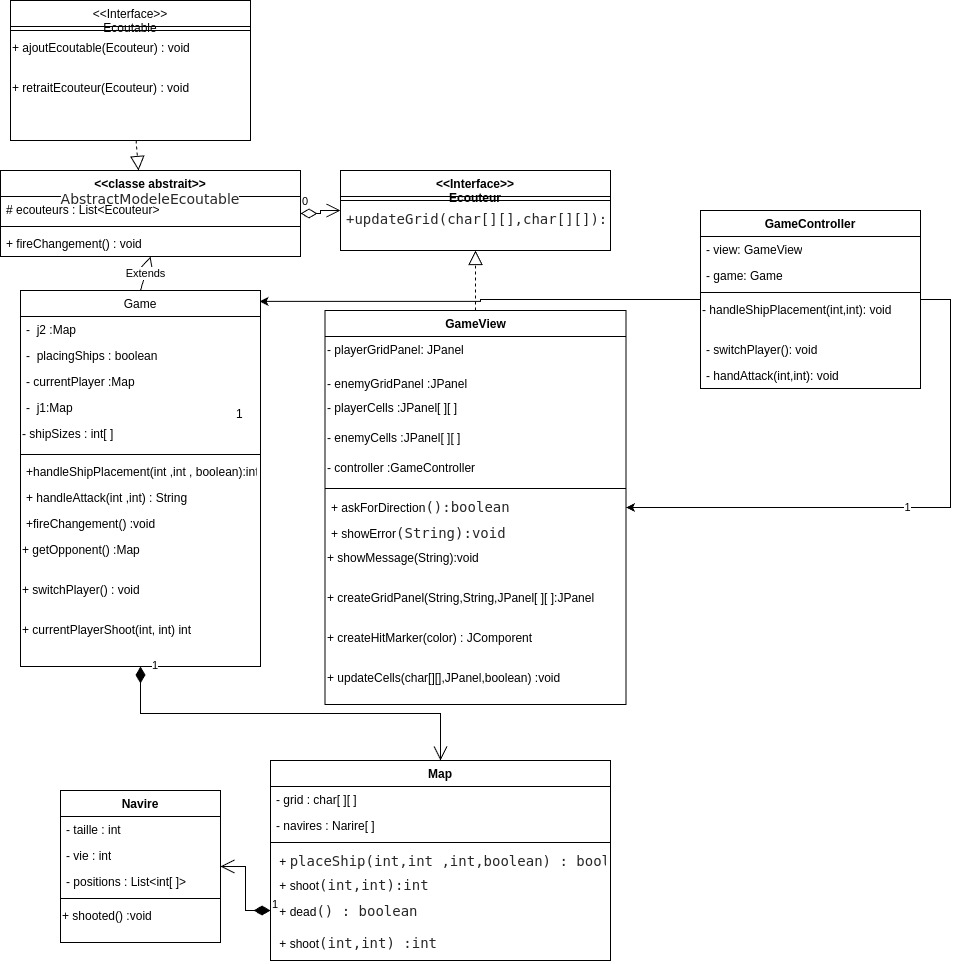 <<Interface>>
Ecoutable
+ ajoutEcoutable(Ecouteur) : void
+ retraitEcouteur(Ecouteur) : void
<<classe abstrait>>
AbstractModeleEcoutable
# ecouteurs : List<Ecouteur>
+ fireChangement() : void
0
<<Interface>>
Ecouteur
+updateGrid(char[][],char[][]):
GameController
- view: GameView
- game: Game
- handleShipPlacement(int,int): void
- switchPlayer(): void
- handAttack(int,int): void
Extends
Game
- j2 :Map
- placingShips : boolean
- currentPlayer :Map
- j1:Map
1
- shipSizes : int[ ]
+handleShipPlacement(int ,int , boolean):int
+ handleAttack(int ,int) : String
+fireChangement() :void
+ getOpponent() :Map
+ switchPlayer() : void
+ currentPlayerShoot(int, int) int
1
GameView
- playerGridPanel: JPanel
- enemyGridPanel :JPanel
- playerCells :JPanel[ ][ ]
- enemyCells :JPanel[ ][ ]
- controller :GameController
+ askForDirection():boolean
+ showError(String):void
+ showMessage(String):void
+ createGridPanel(String,String,JPanel[ ][ ]:JPanel
+ createHitMarker(color) : JComponent
+ updateCells(char[][],JPanel,boolean) :void
1
Map
- grid : char[ ][ ]
- navires : Narire[ ]
+ placeShip(int,int ,int,boolean) : bool
+ shoot(int,int):int
+ dead() : boolean
+ shoot(int,int) :int
1
Navire
- taille : int
- vie : int
- positions : List<int[ ]>
+ shooted() :void